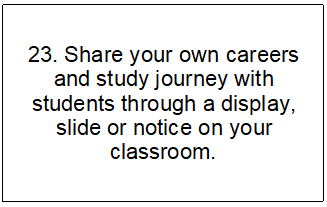 23. Share your own careers
and study journey with
students through a display,
slide or notice on your
classroom.